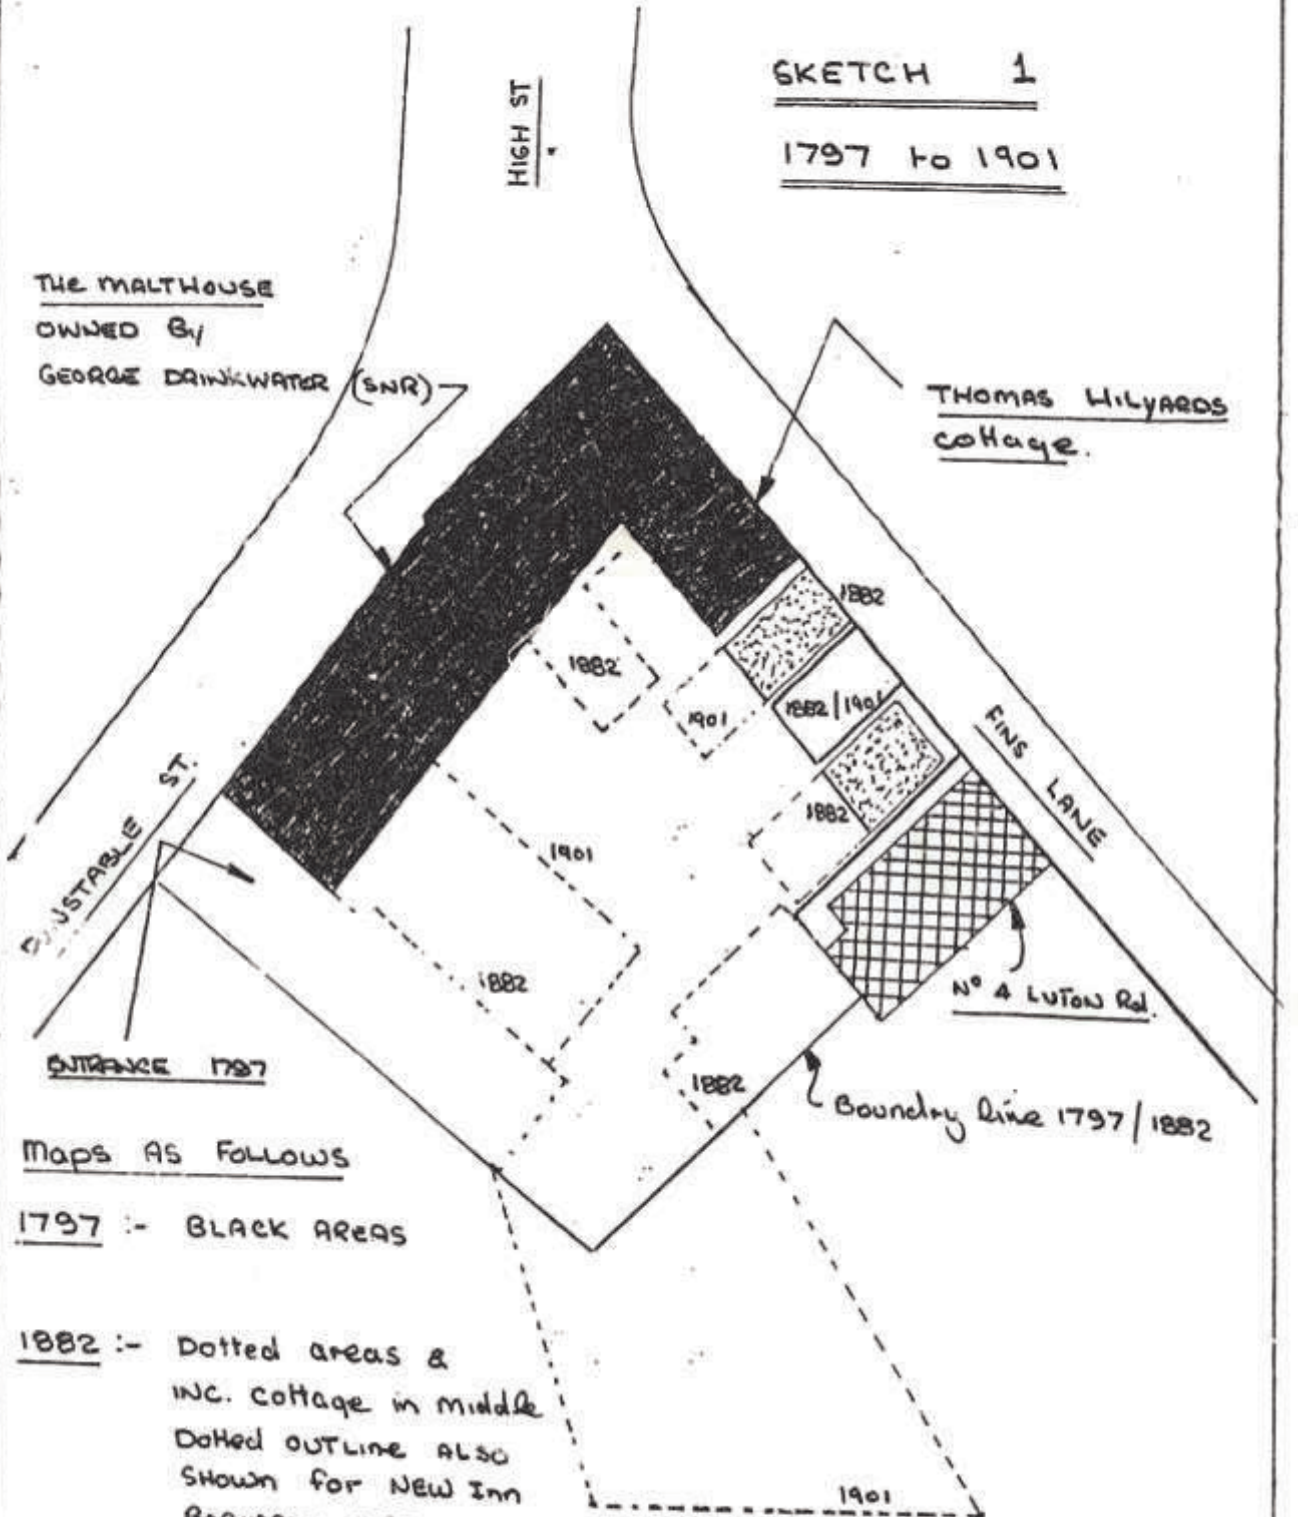 SKETCH 1
1797 to 1901
HIGH ST
THE MALTHOUSE
OWNED By
GEORGE DRINKWATER (SNR)
THOMAS HILYARDS
cottage.
1882
1882
1901
1882/1901
1882
FINS LANE
DUNSTABLE ST.
1901
1882
Nº 4 LUTON Rd.
ENTRANCE 1797
1882
Boundry line 1797/1882
Maps AS FOLLOWS
1797 :- BLACK AREAS
1882 :- Dotted areas &
INC. cottage in middle
Dotted OUTLINE ALSO
SHOWN for NEW Inn
1901